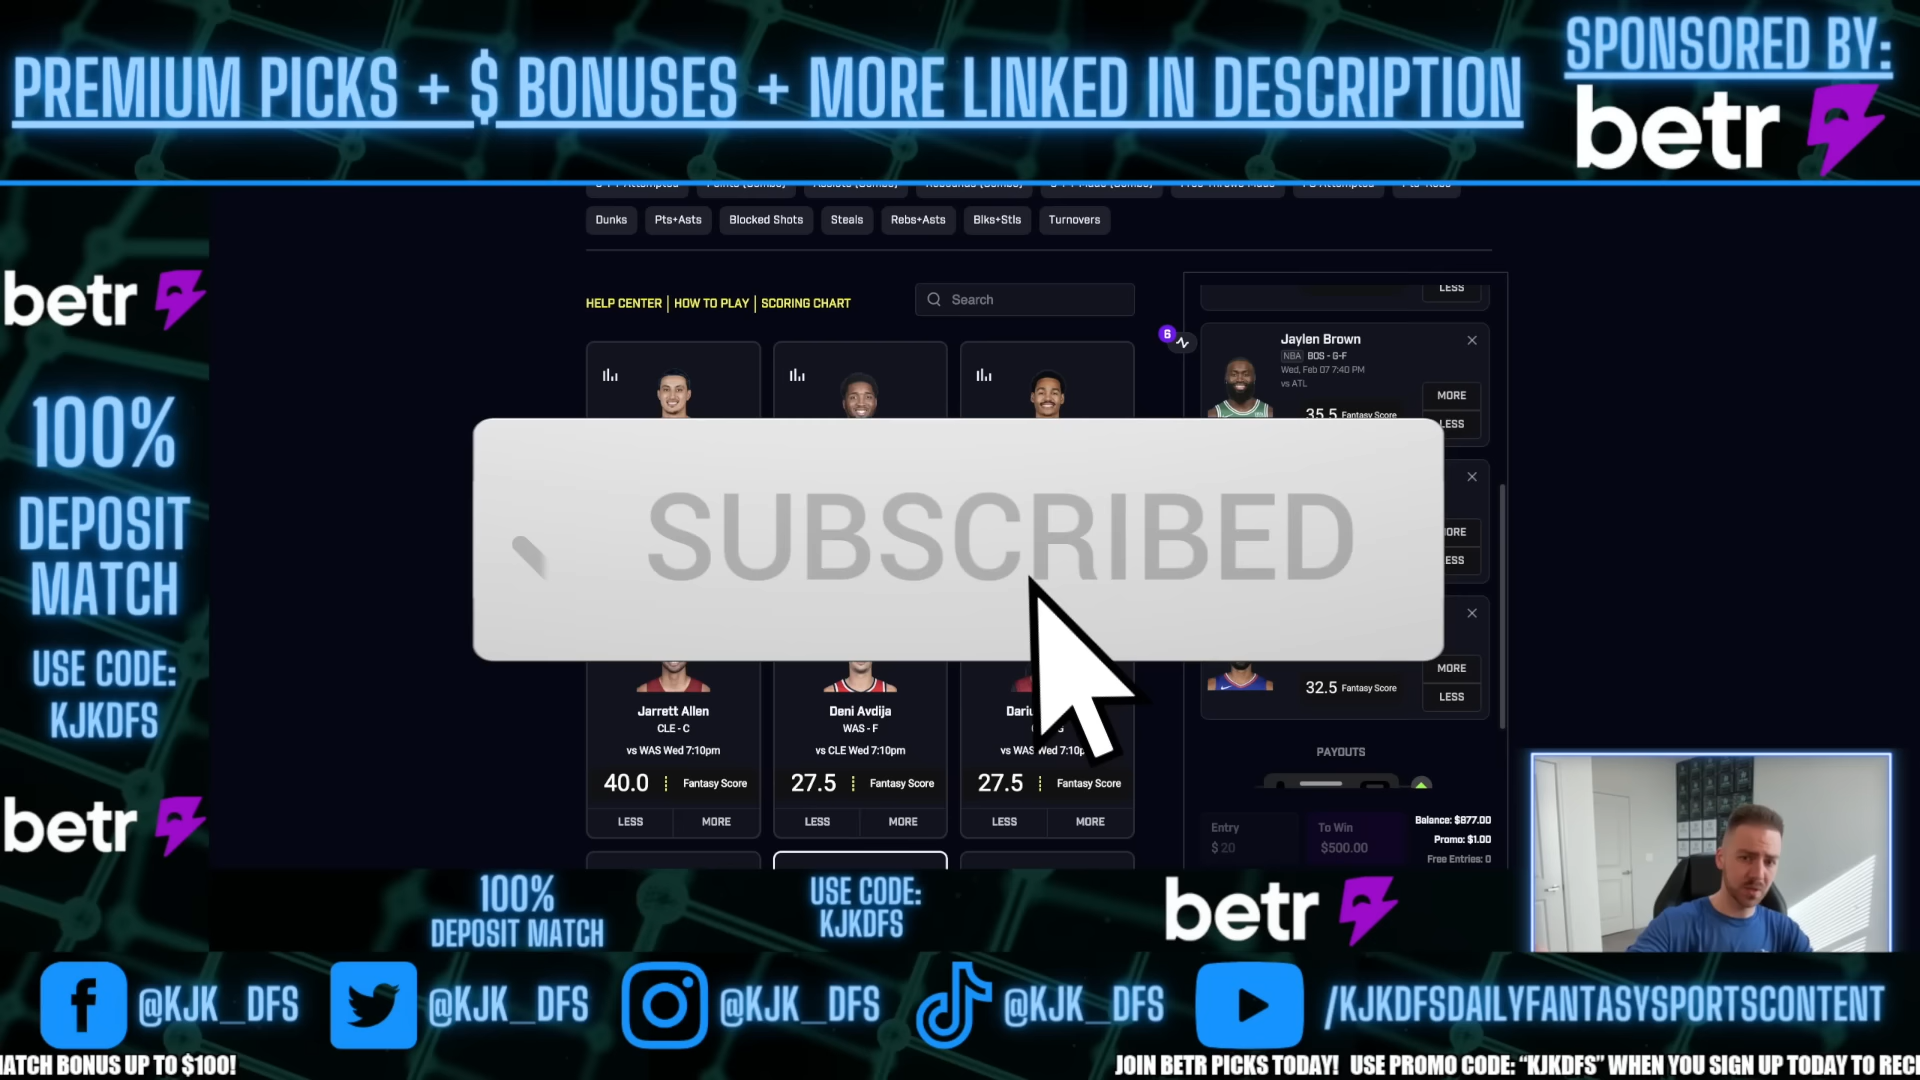 PREMIUM PICKS + $ BONUSES + MORE LINKED IN DESCRIPTION
SPONSORED BY:
betr
Dunks
Pts+Asts
Blocked Shots
Steals
Rebs+Asts
Blks+Stls
Turnovers
HELP CENTER
HOW TO PLAY
SCORING CHART
Search
6
LESS
Jaylen Brown
NBA BOS - G-F
Wed, Feb 07 7:40 PM
vs ATL
35.5 Fantasy Score
MORE
LESS
SUBSCRIBED
MORE
LESS
32.5 Fantasy Score
Jarrett Allen
CLE - C
vs WAS Wed 7:10pm
40.0 Fantasy Score
LESS
MORE
Deni Avdija
WAS - F
vs CLE Wed 7:10pm
27.5 Fantasy Score
LESS
MORE
vs WAS Wed 7:10p
27.5 Fantasy Score
LESS
MORE
PAYOUTS
Entry
$ 20
To Win
$500.00
Balance: $877.00
Promo: $1.00
Free Entries: 0
betr
100%
DEPOSIT
MATCH
USE CODE:
KJKDFS
betr
100%
DEPOSIT MATCH
USE CODE:
KJKDFS
betr
@KJK_DFS
@KJK_DFS
@KJK_DFS
@KJK_DFS
/KJKDFSDAILYFANTASYSPORTSCONTENT
MATCH BONUS UP TO $100!
JOIN BETR PICKS TODAY! USE PROMO CODE: "KJKDFS" WHEN YOU SIGN UP TODAY TO